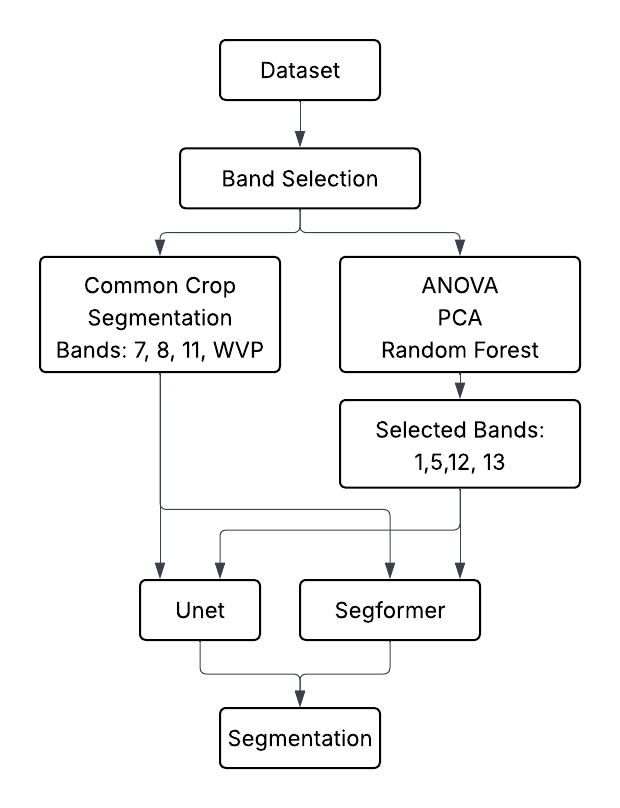 Dataset
Band Selection
Common Crop
Segmentation
Bands: 7, 8, 11, WVP
ANOVA
PCA
Random Forest
Selected Bands:
1,5,12, 13
Unet
Segformer
Segmentation